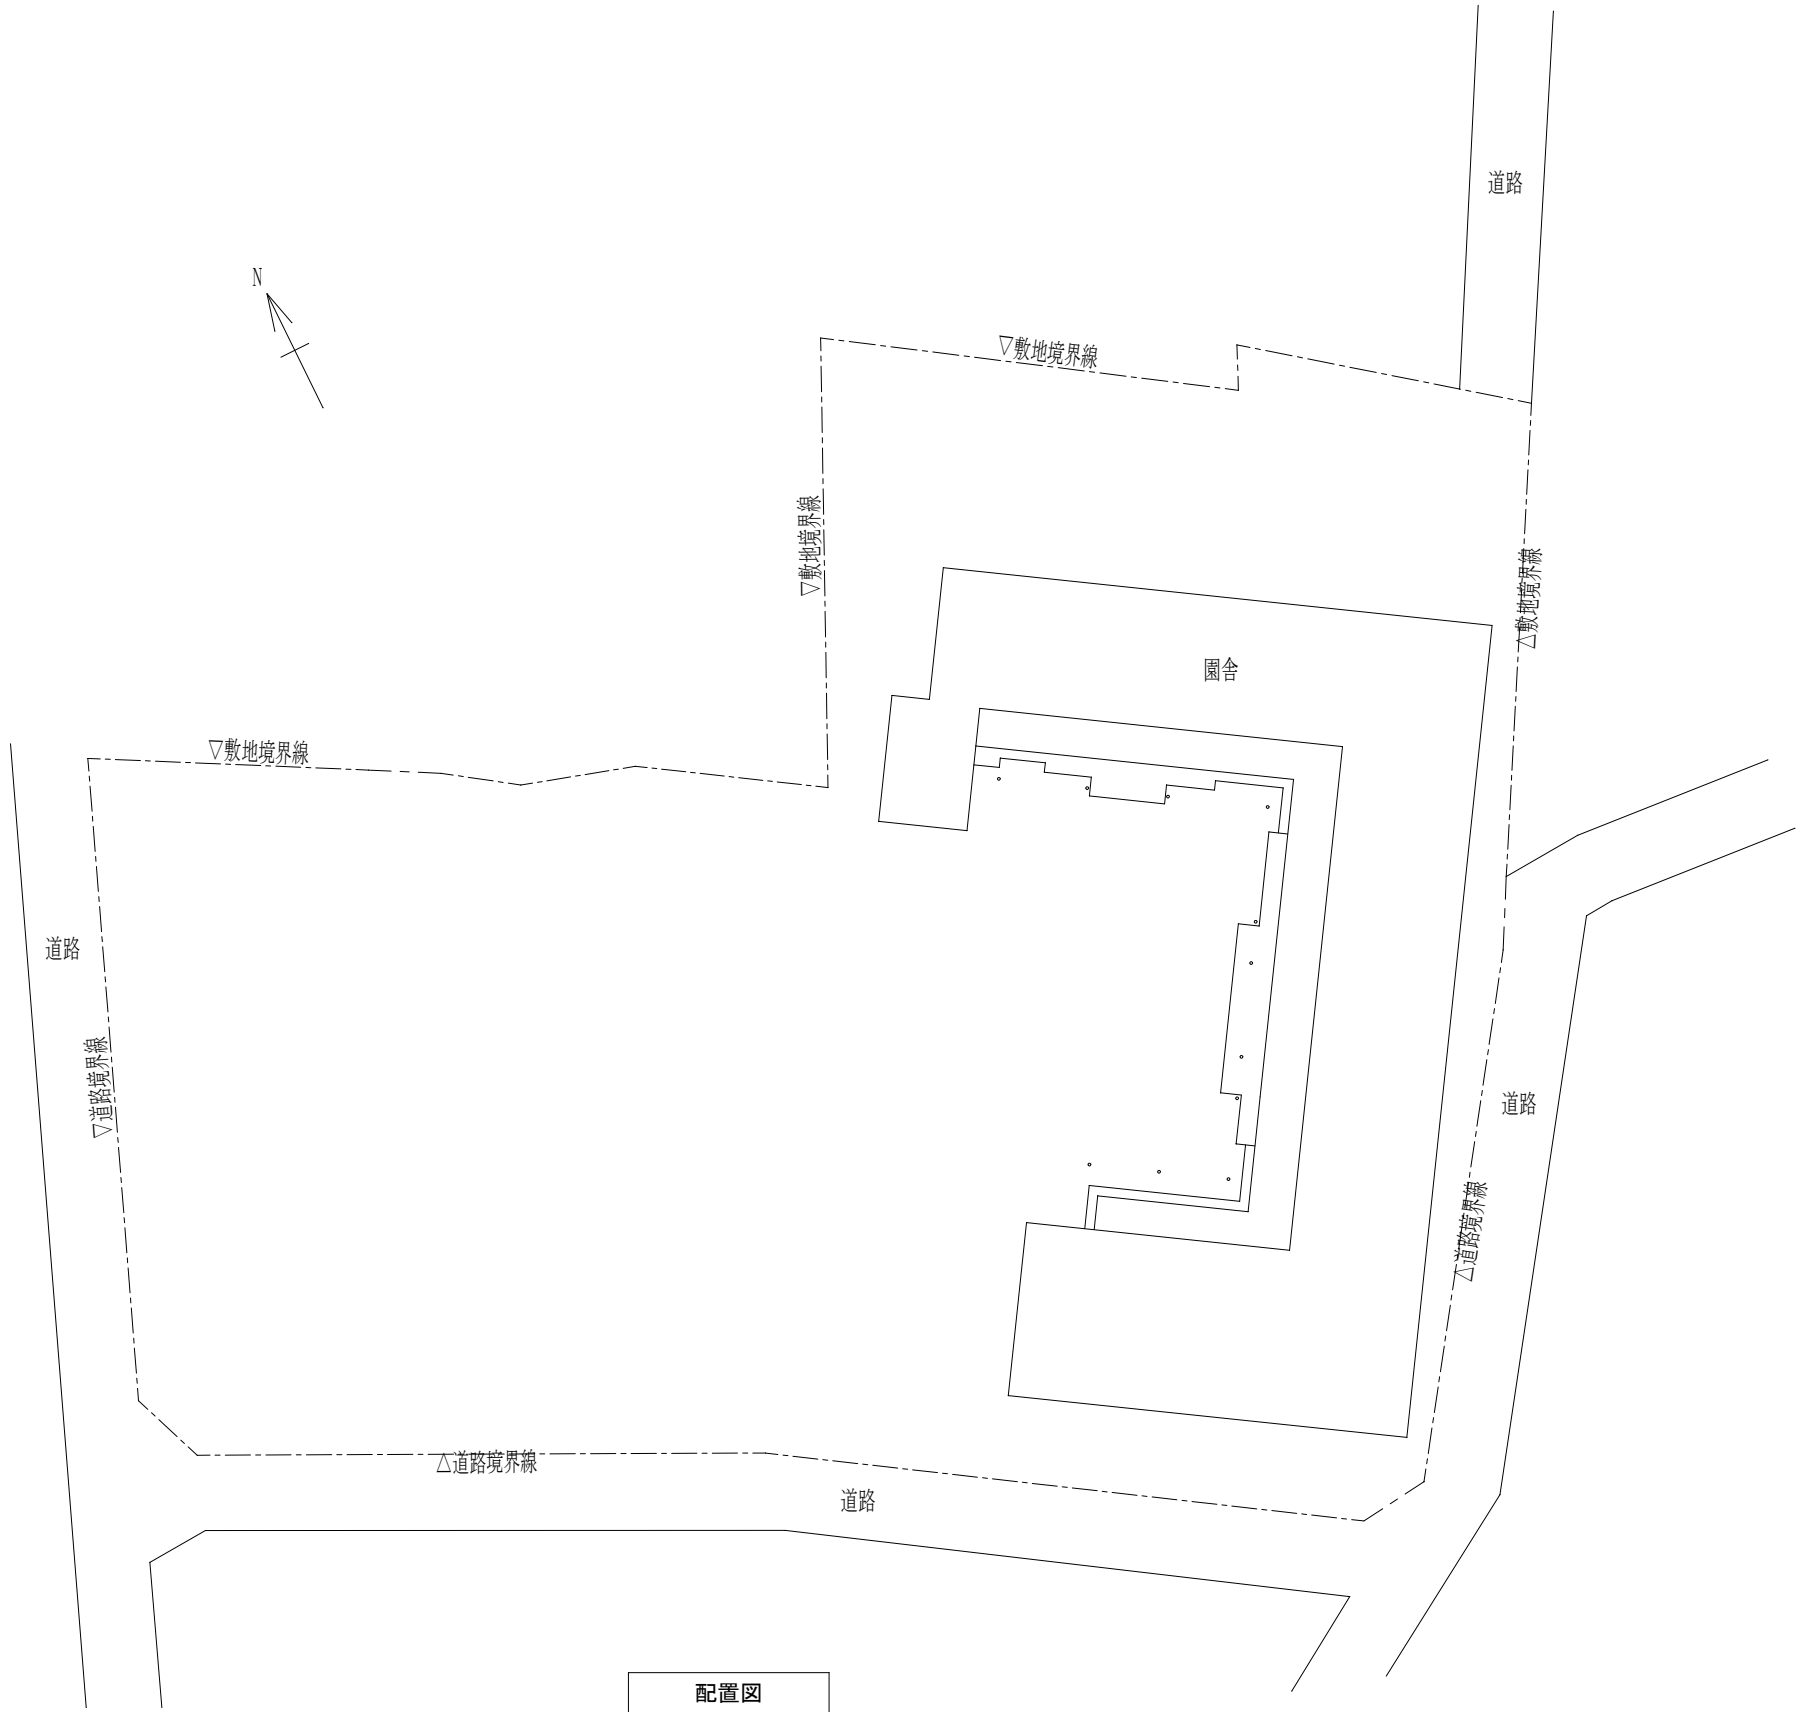 道路
N
▽敷地境界線
▽敷地境界線
△敷地境界線
園舎
▽敷地境界線
道路
▽道路境界線
道路
△道路境界線
△道路境界線
道路
配置図